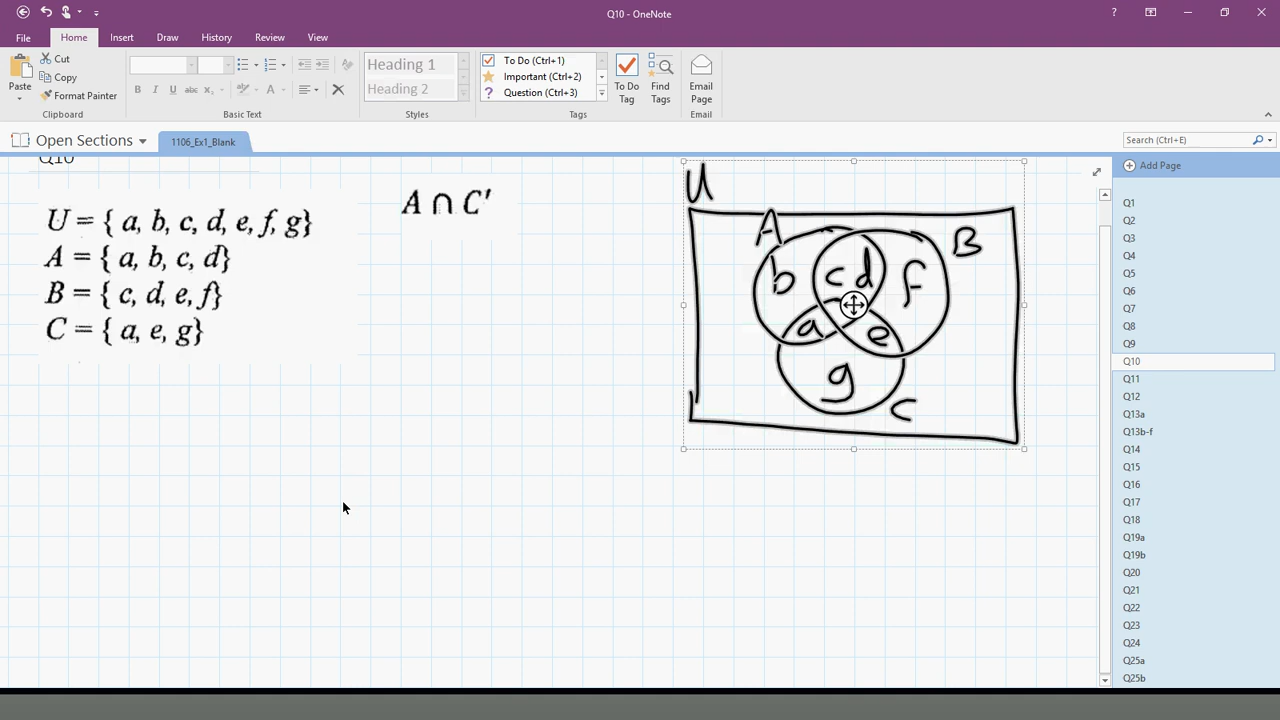 Q10 - OneNote
?
File Home Insert Draw History Review View
Paste
Cut
Copy
Format Painter
Clipboard
B I U abc X₂ A
Basic Text
Heading 1
Heading 2
Styles
To Do (Ctrl+1)
Important (Ctrl+2)
? Question (Ctrl+3)
Tags
To Do Tag
Find Tags
Email Page
Email
Open Sections
1106_Ex1_Blank
Search (Ctrl+E)
Q10
U = { a, b, c, d, e, f, g}
A = { a, b, c, d}
B = { c, d, e, f}
C = { a, e, g}
A ∩ C'
U
A
B
b c d f
a e
g
C
Add Page
Q1
Q2
Q3
Q4
Q5
Q6
Q7
Q8
Q9
Q10
Q11
Q12
Q13a
Q13b-f
Q14
Q15
Q16
Q17
Q18
Q19a
Q19b
Q20
Q21
Q22
Q23
Q24
Q25a
Q25b